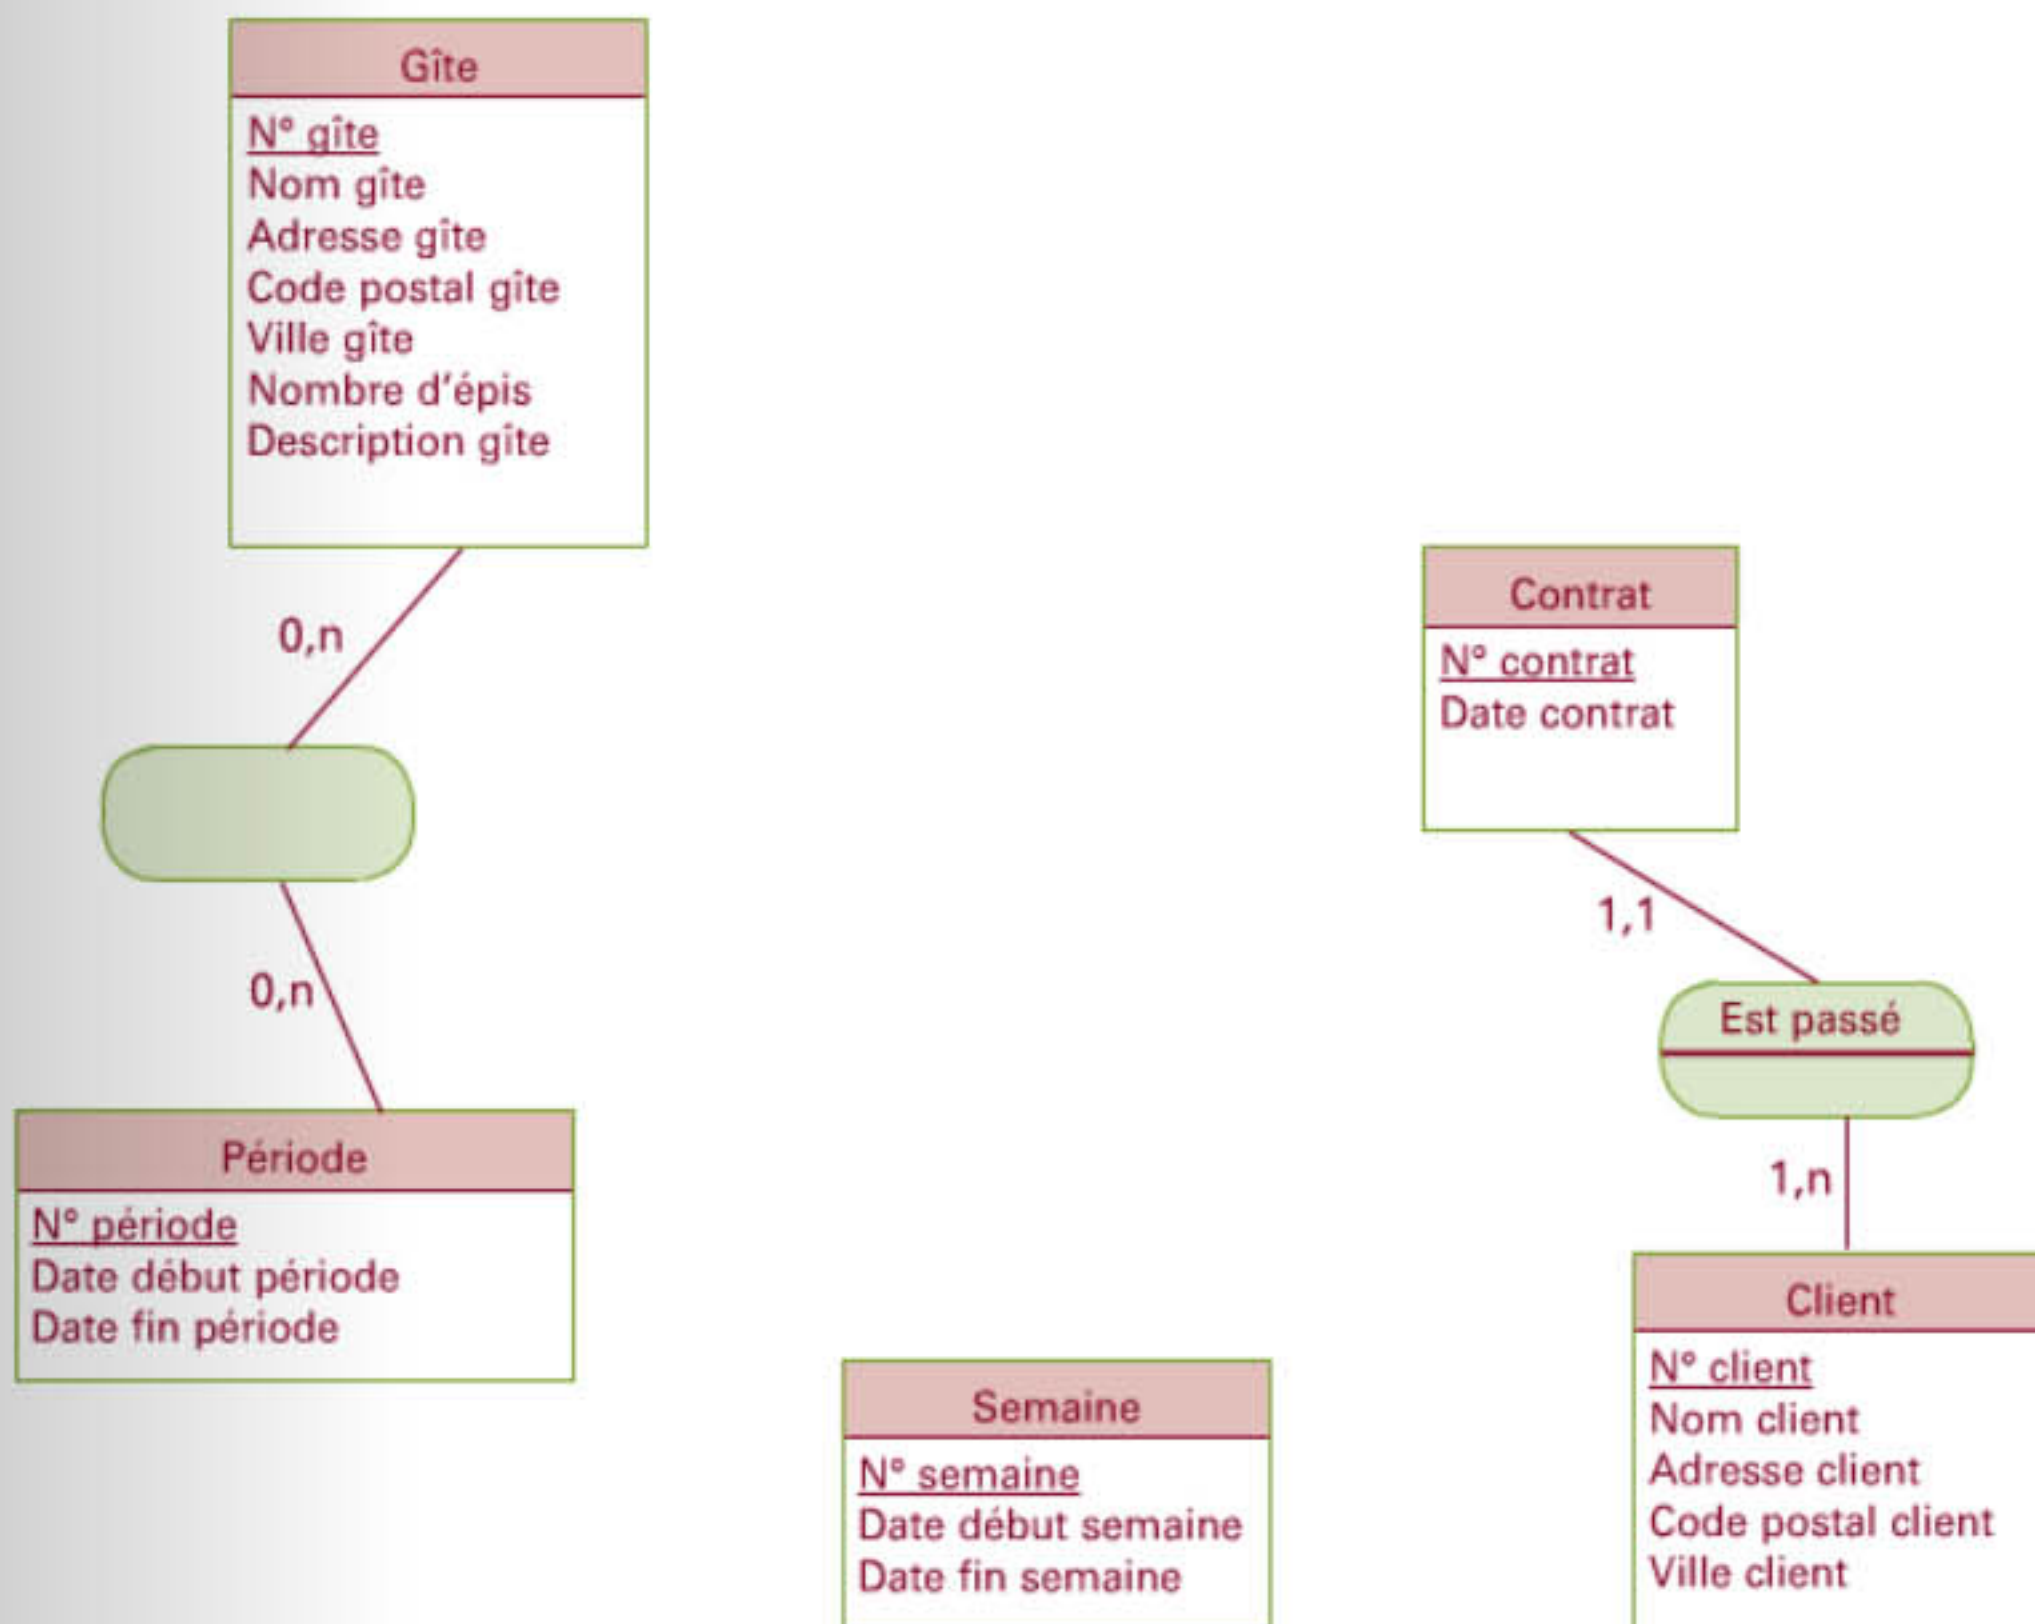 Gîte
N° gîte
Nom gîte
Adresse gîte
Code postal gîte
Ville gîte
Nombre d'épis
Description gîte
0,n
0,n
Période
N° période
Date début période
Date fin période
Semaine
N° semaine
Date début semaine
Date fin semaine
Contrat
N° contrat
Date contrat
1,1
Est passé
1,n
Client
N° client
Nom client
Adresse client
Code postal client
Ville client